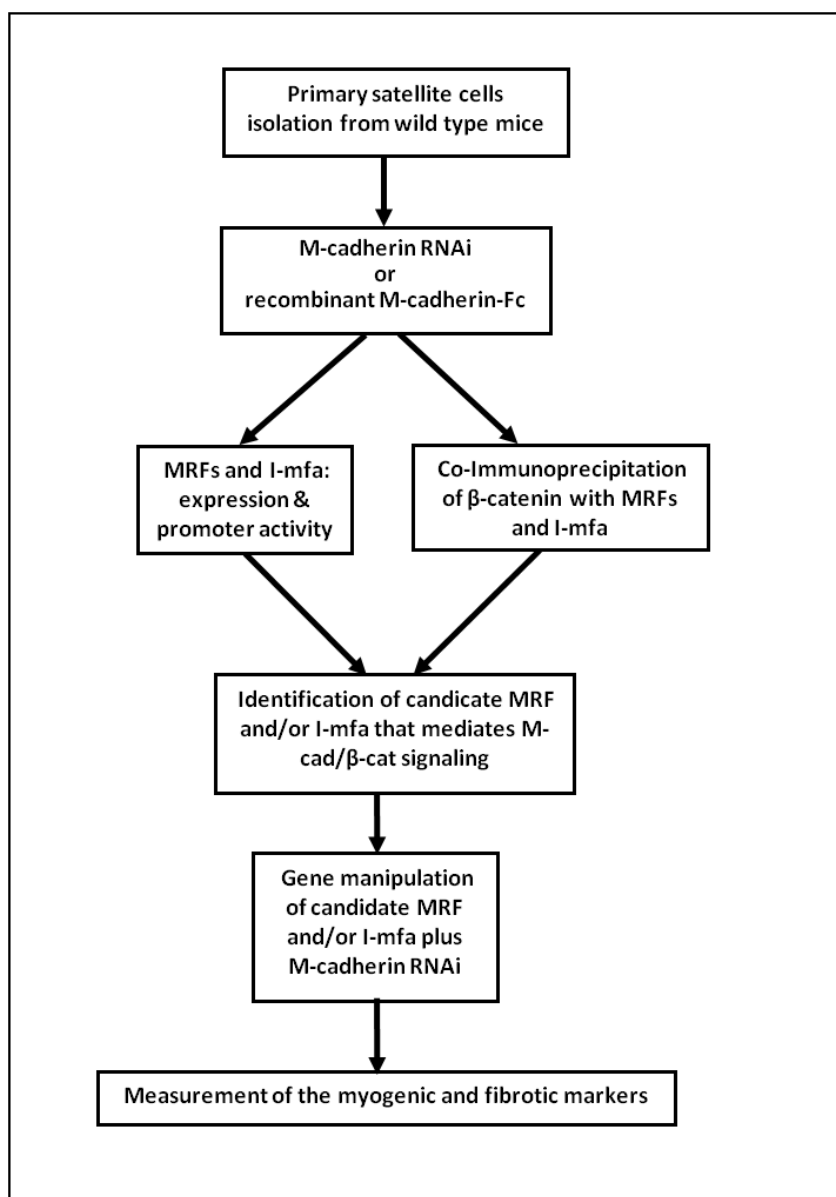 Primary satellite cells
isolation from wild type mice
M-cadherin RNAi
or
recombinant M-cadherin-Fc
MRFs and I-mfa:
expression &
promoter activity
Co-Immunoprecipitation
of β-catenin with MRFs
and I-mfa
Identification of candicate MRF
and/or I-mfa that mediates M-
cad/β-cat signaling
Gene manipulation
of candidate MRF
and/or I-mfa plus
M-cadherin RNAi
Measurement of the myogenic and fibrotic markers